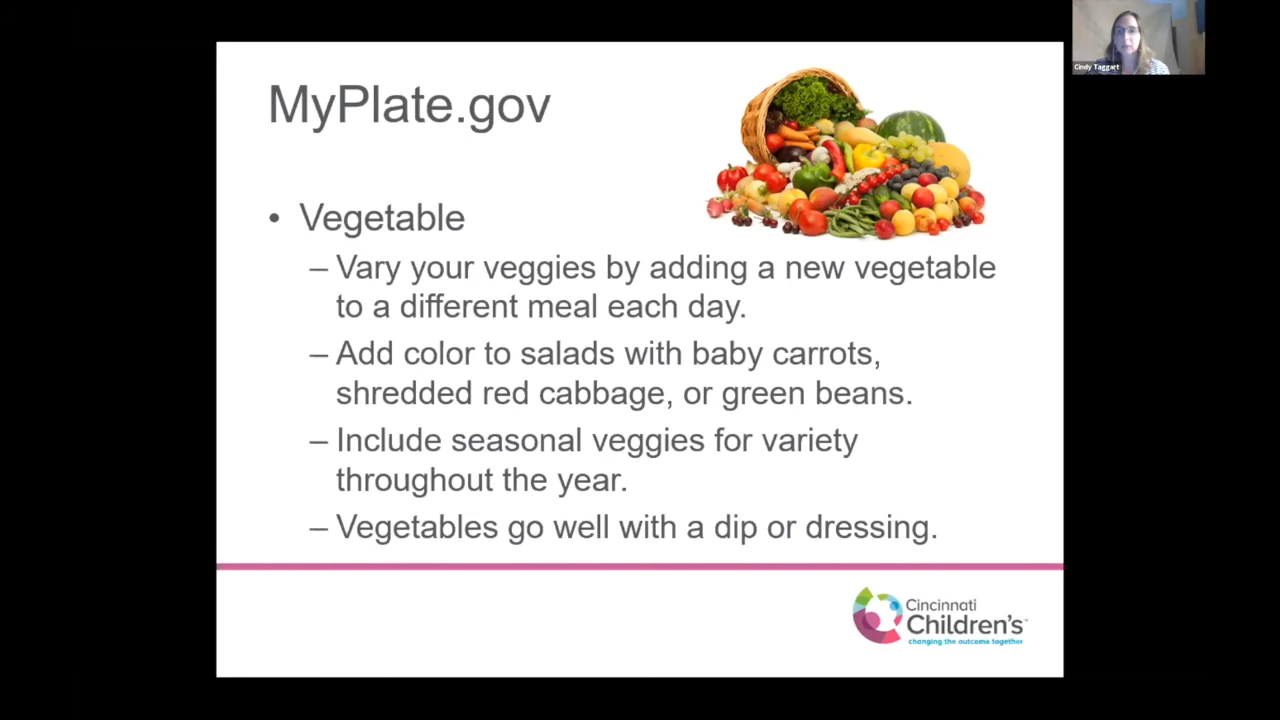 Cindy Taggart
MyPlate.gov
• Vegetable
– Vary your veggies by adding a new vegetable
to a different meal each day.
– Add color to salads with baby carrots,
shredded red cabbage, or green beans.
– Include seasonal veggies for variety
throughout the year.
– Vegetables go well with a dip or dressing.
Cincinnati
Children's™
changing the outcome together